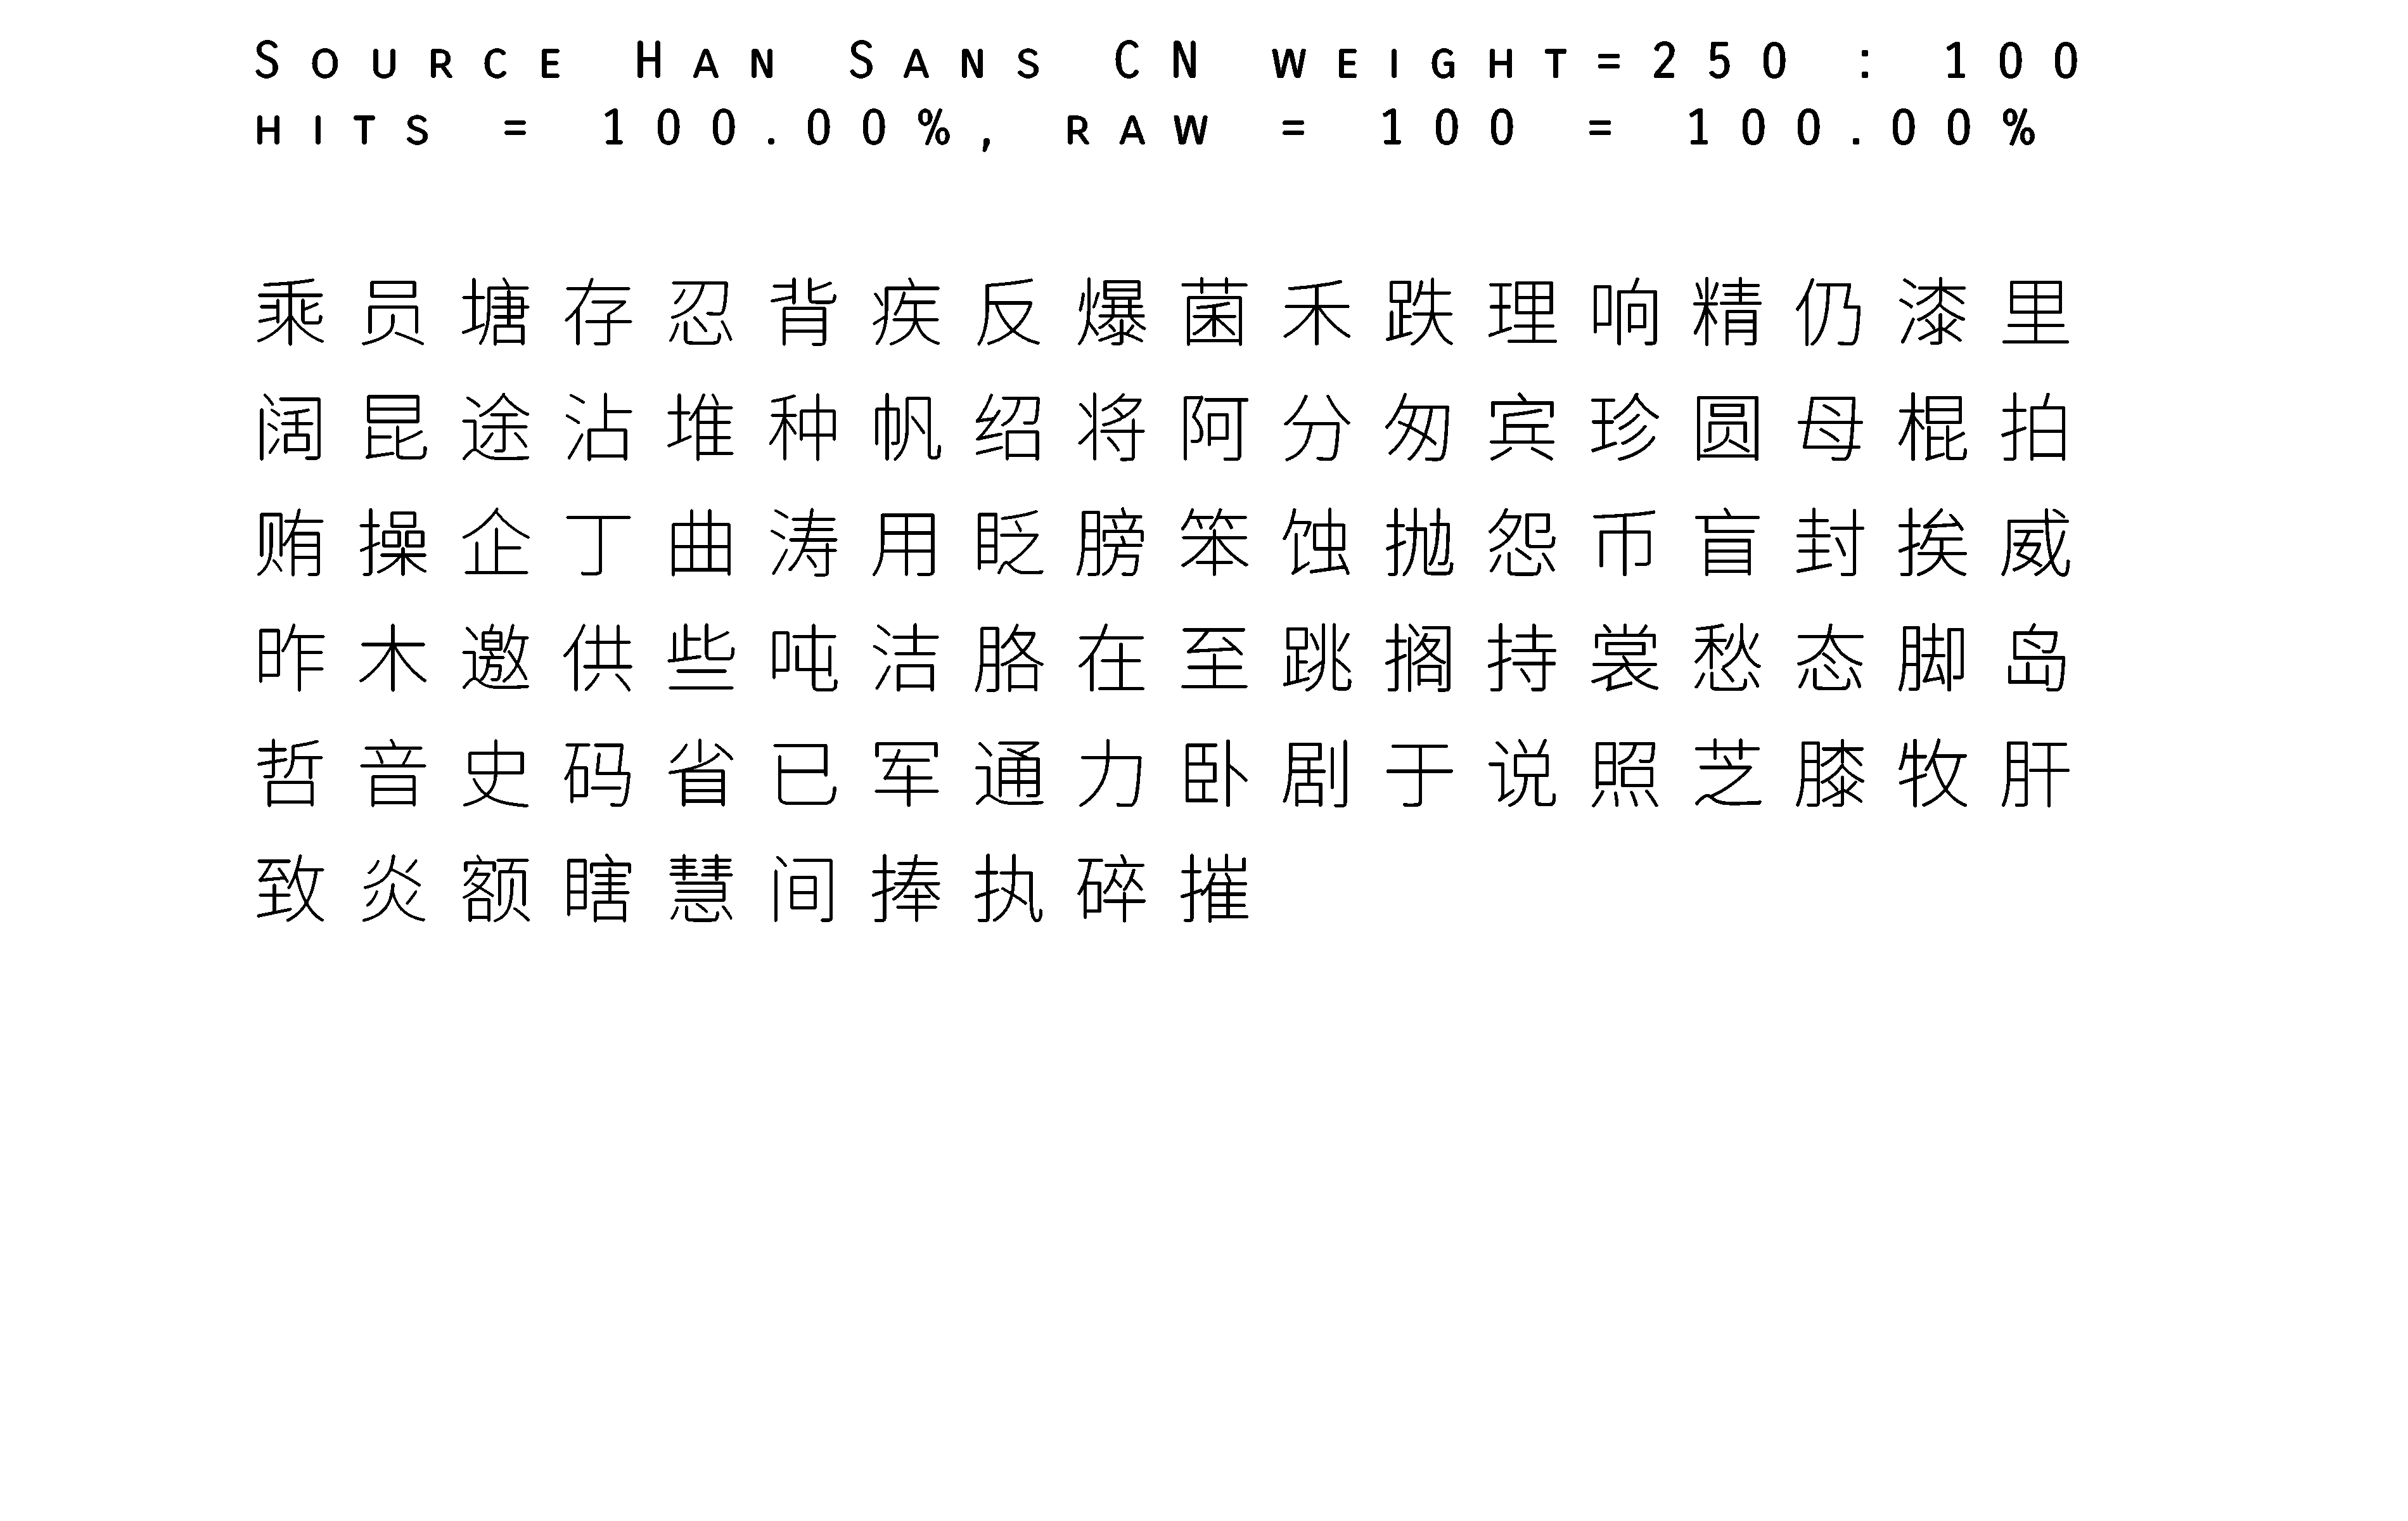 Source Han Sans CN weight=250 : 100
hits = 100.00%, raw = 100 = 100.00%
乘员塘存忍背疾反爆菌禾跌理响精仍漆里
阔昆途沾堆种帆绍将阿分匆宾珍圆母棍拍
贿操企丁曲涛用眨膀笨蚀抛怨币盲封挨威
昨木邀供些吨洁胳在至跳搁持裳愁态脚岛
哲音史码省已军通力卧剧于说照芝膝牧肝
致炎额瞎慧间捧执碎摧